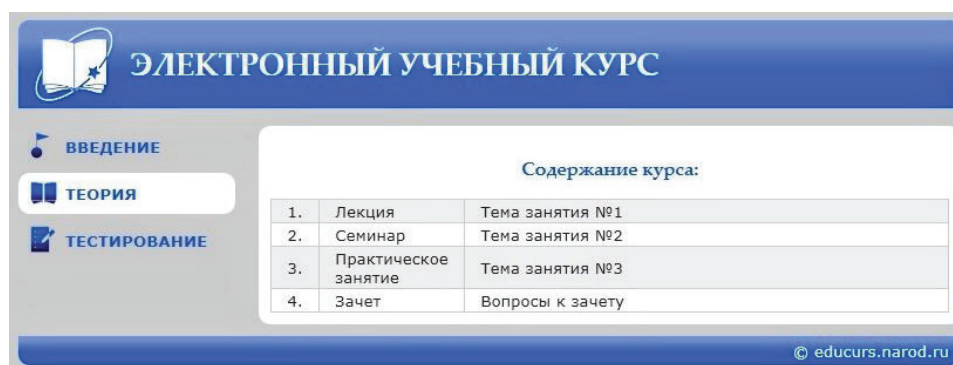 ЭЛЕКТРОННЫЙ УЧЕБНЫЙ КУРС
ВВЕДЕНИЕ
ТЕОРИЯ
ТЕСТИРОВАНИЕ
Содержание курса:
1. Лекция Тема занятия №1
2. Семинар Тема занятия №2
3. Практическое занятие Тема занятия №3
4. Зачет Вопросы к зачету
© educurs.narod.ru